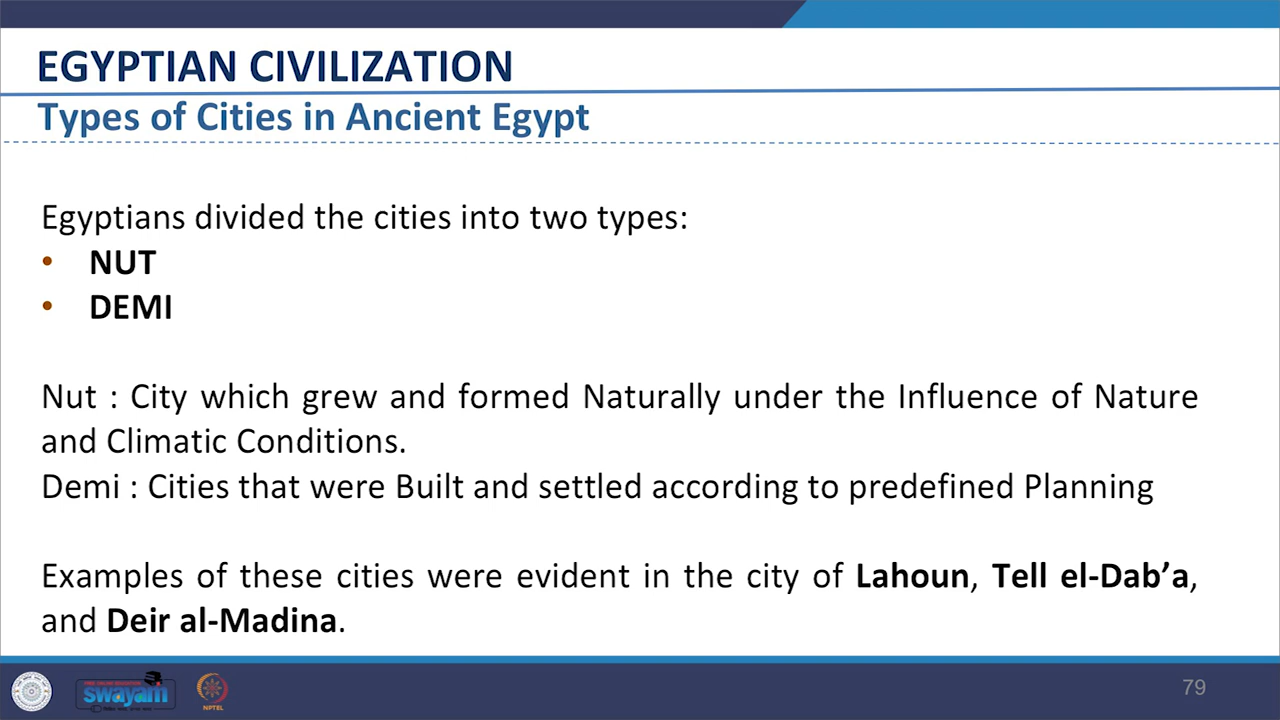 EGYPTIAN CIVILIZATION
Types of Cities in Ancient Egypt
Egyptians divided the cities into two types:
• NUT
• DEMI
Nut : City which grew and formed Naturally under the Influence of Nature
and Climatic Conditions.
Demi : Cities that were Built and settled according to predefined Planning
Examples of these cities were evident in the city of Lahoun, Tell el-Dab’a,
and Deir al-Madina.
swayam
NPTEL
79